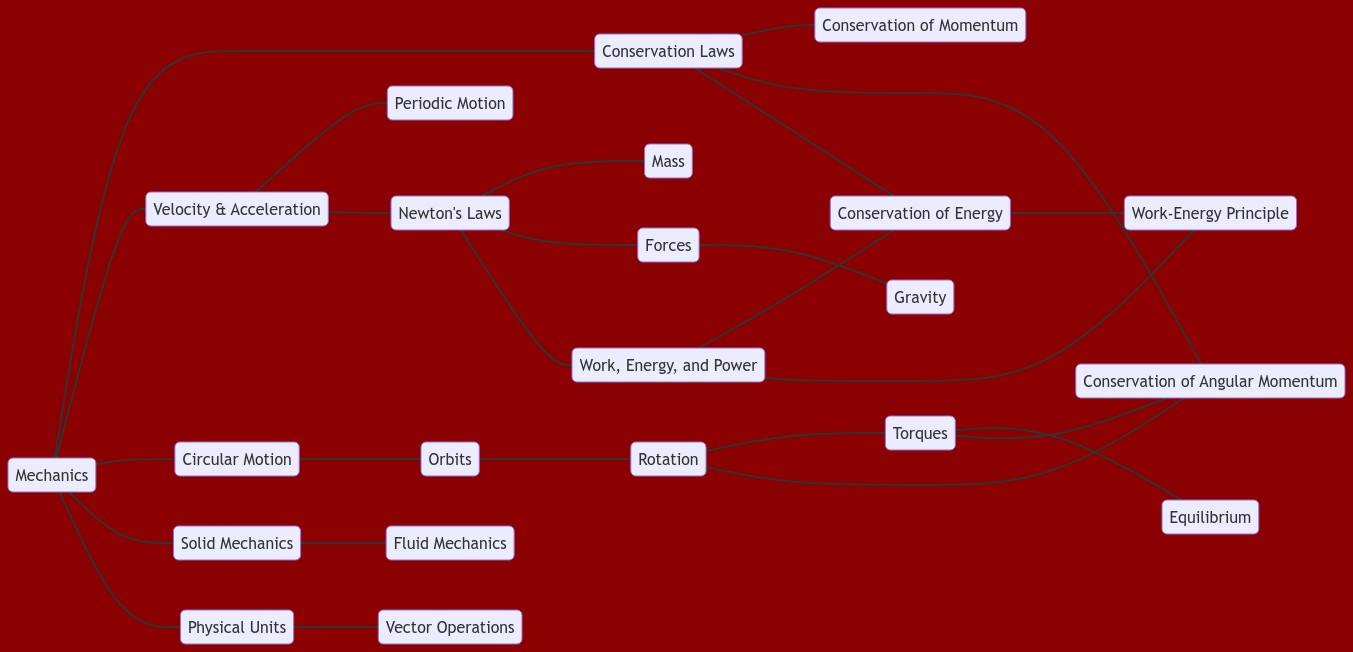 Conservation of Momentum
Conservation Laws
Periodic Motion
Mass
Velocity & Acceleration
Newton's Laws
Conservation of Energy
Work-Energy Principle
Forces
Gravity
Work, Energy, and Power
Conservation of Angular Momentum
Torques
Mechanics
Circular Motion
Orbits
Rotation
Equilibrium
Solid Mechanics
Fluid Mechanics
Physical Units
Vector Operations